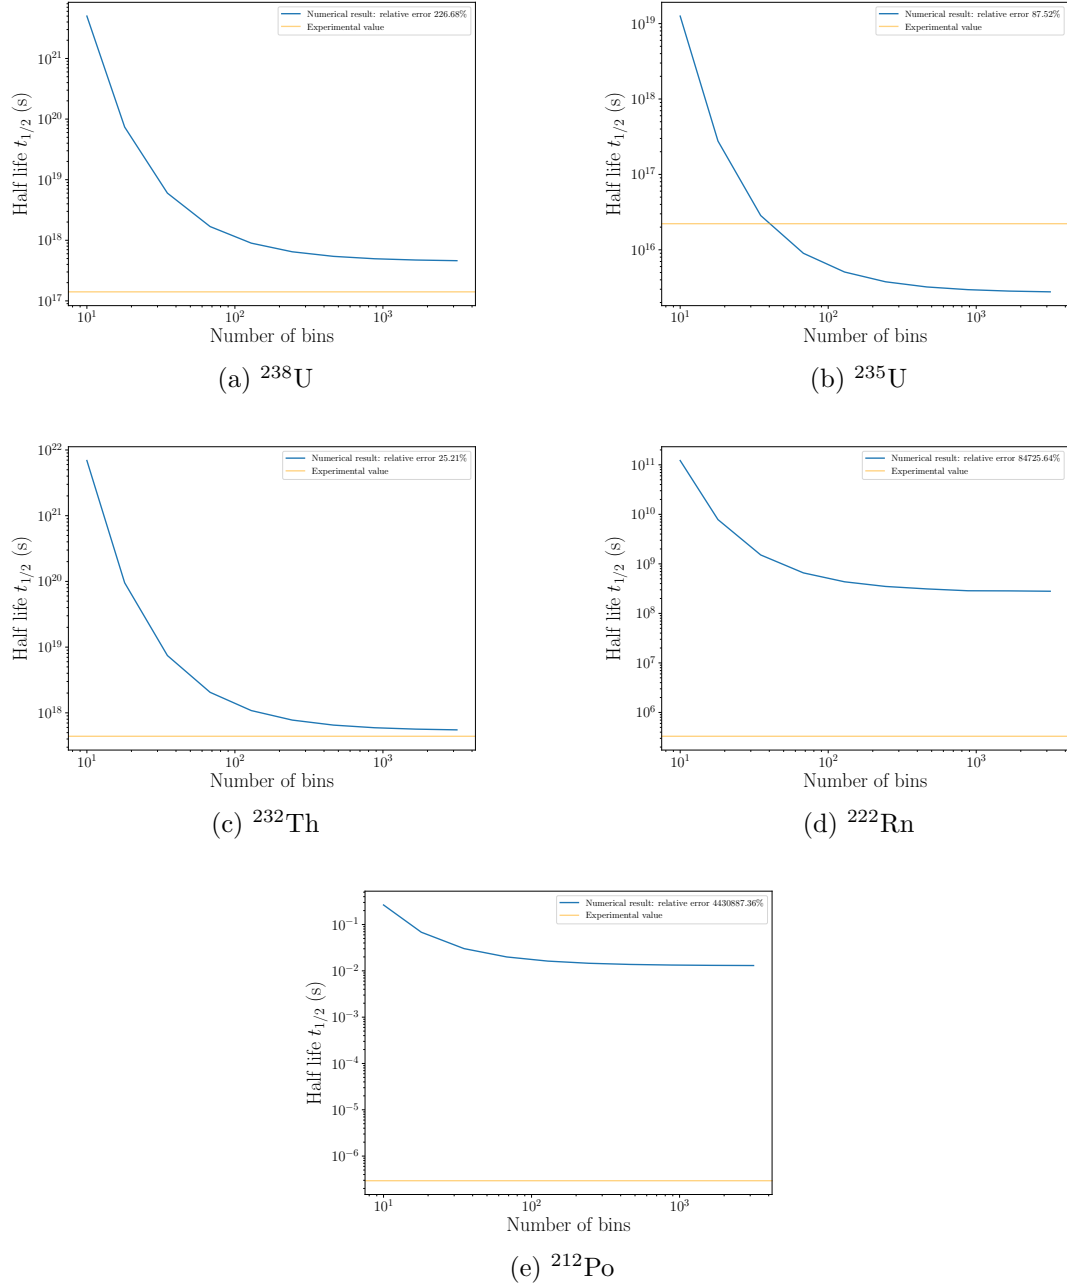 Numerical result: relative error 226.68%
Experimental value
10^21
10^20
10^19
10^18
10^17
Half life t_{1/2} (s)
10^1
10^2
10^3
Number of bins
(a) ^238U
Numerical result: relative error 87.52%
Experimental value
10^19
10^18
10^17
10^16
Half life t_{1/2} (s)
10^1
10^2
10^3
Number of bins
(b) ^235U
Numerical result: relative error 25.21%
Experimental value
10^22
10^21
10^20
10^19
10^18
Half life t_{1/2} (s)
10^1
10^2
10^3
Number of bins
(c) ^232Th
Numerical result: relative error 84725.64%
Experimental value
10^11
10^10
10^9
10^8
10^7
10^6
Half life t_{1/2} (s)
10^1
10^2
10^3
Number of bins
(d) ^222Rn
Numerical result: relative error 4430887.36%
Experimental value
10^−1
10^−2
10^−3
10^−4
10^−5
10^−6
Half life t_{1/2} (s)
10^1
10^2
10^3
Number of bins
(e) ^212Po